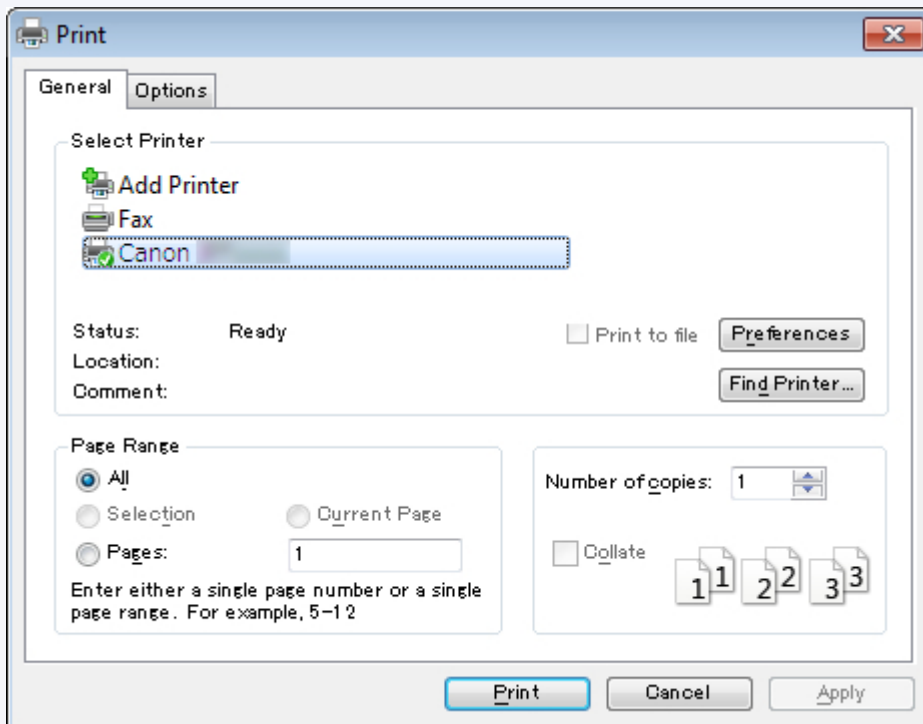 Print
General Options
Select Printer
Add Printer
Fax
Canon
Status: Ready
Print to file
Preferences
Location:
Comment:
Find Printer...
Page Range
All
Selection
Current Page
Pages: 1
Enter either a single page number or a single
page range. For example, 5-12
Number of copies: 1
Collate
1 1 2 2 3 3
Print Cancel Apply